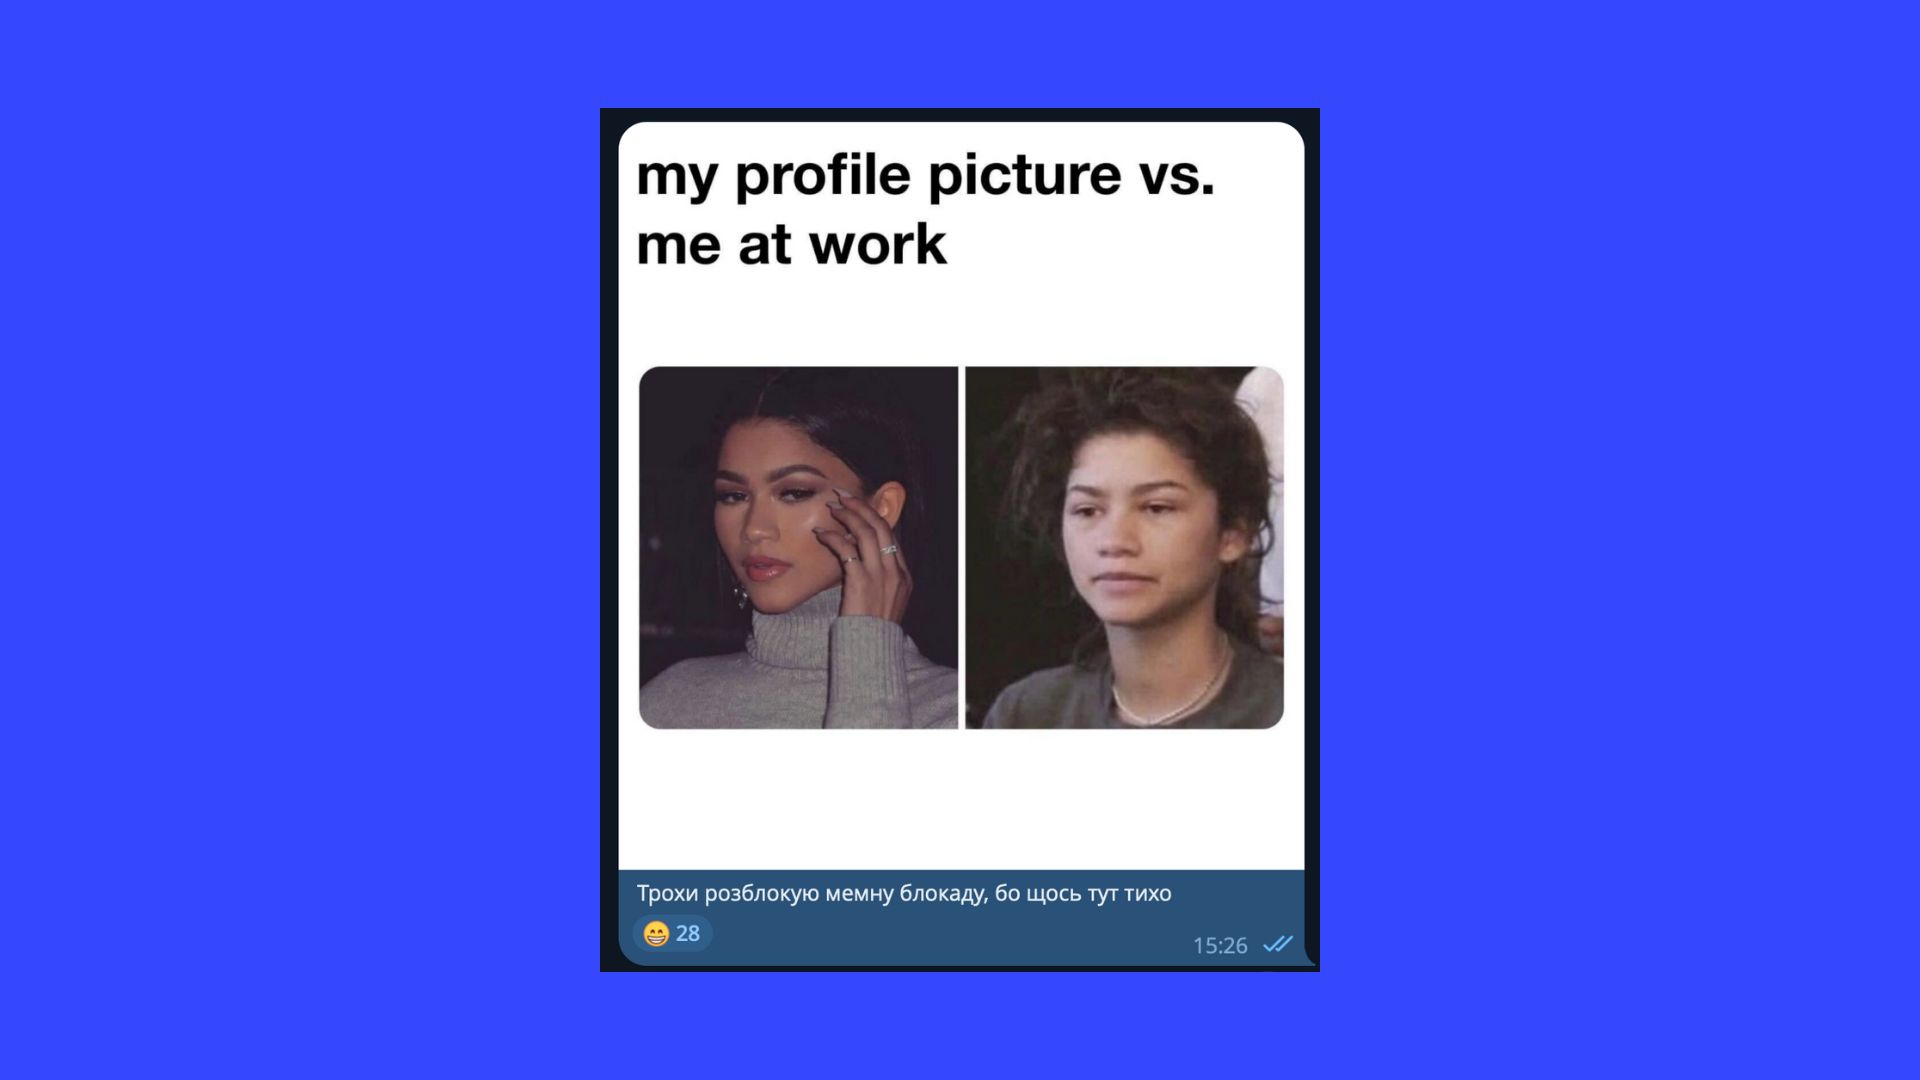 my profile picture vs.
me at work
Трохи розблокую мемну блокаду, бо щось тут тихо
😁 28
15:26